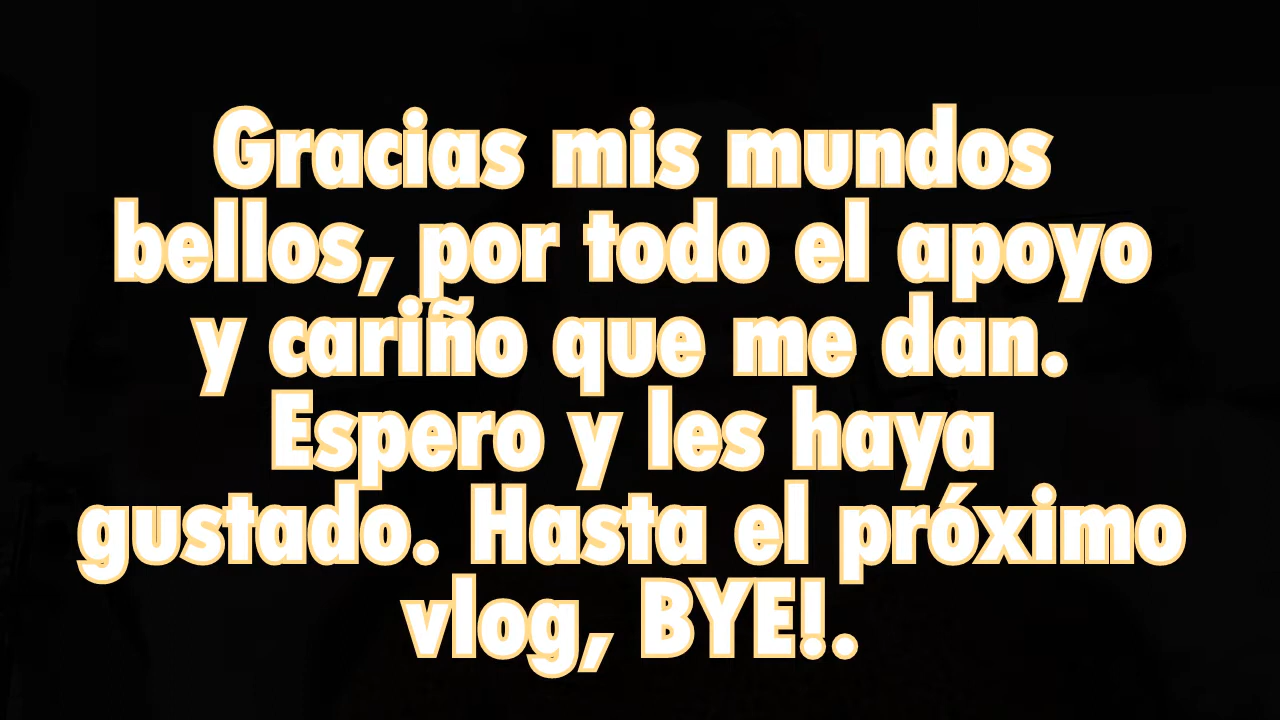 Gracias mis mundos
bellos, por todo el apoyo
y cariño que me dan.
Espero y les haya
gustado. Hasta el próximo
vlog, BYE!.